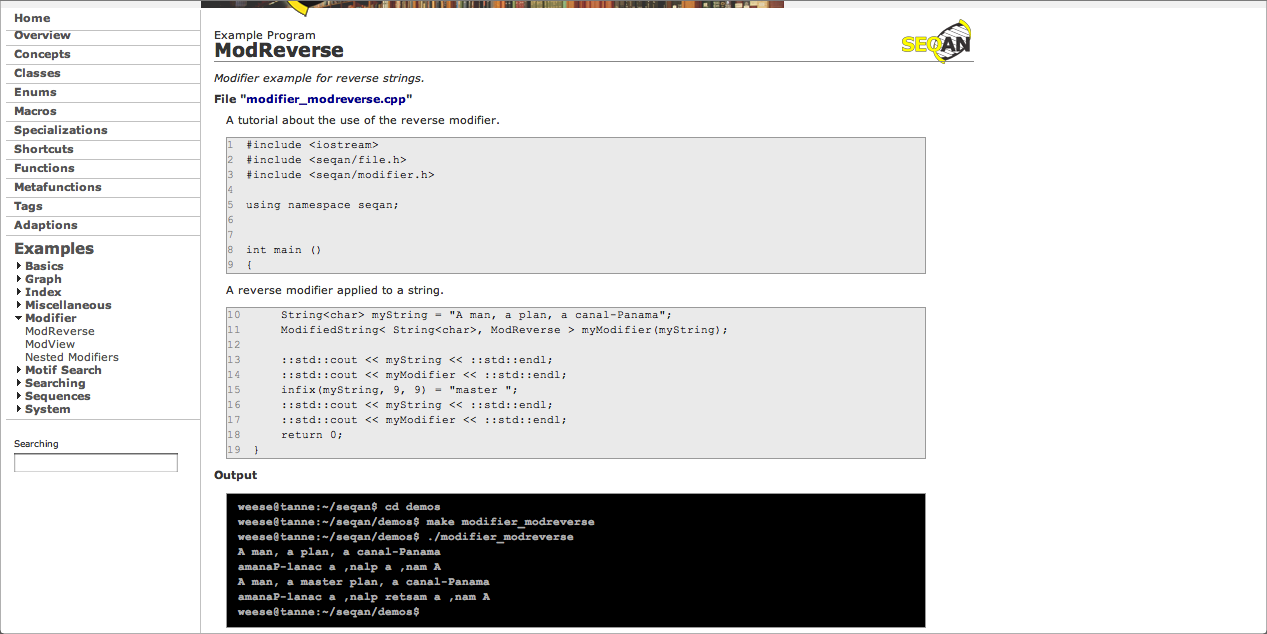 Home
Overview
Concepts
Classes
Enums
Macros
Specializations
Shortcuts
Functions
Metafunctions
Tags
Adaptions
Examples
Basics
Graph
Index
Miscellaneous
Modifier
ModReverse
ModView
Nested Modifiers
Motif Search
Searching
Sequences
System
Searching
Example Program
ModReverse
SEQAN
Modifier example for reverse strings.
File "modifier_modreverse.cpp"
A tutorial about the use of the reverse modifier.
1 #include <iostream>
2 #include <seqan/file.h>
3 #include <seqan/modifier.h>
4
5 using namespace seqan;
6
7
8 int main ()
9 {
A reverse modifier applied to a string.
10 String<char> myString = "A man, a plan, a canal-Panama";
11 ModifiedString< String<char>, ModReverse > myModifier(myString);
12
13 ::std::cout << myString << ::std::endl;
14 ::std::cout << myModifier << ::std::endl;
15 infix(myString, 9, 9) = "master ";
16 ::std::cout << myString << ::std::endl;
17 ::std::cout << myModifier << ::std::endl;
18 return 0;
19 }
Output
weese@tanne:~/seqan$ cd demos
weese@tanne:~/seqan/demos$ make modifier_modreverse
weese@tanne:~/seqan/demos$ ./modifier_modreverse
A man, a plan, a canal-Panama
amanaP-lanac a ,nalp a ,nam A
A man, a master plan, a canal-Panama
amanaP-lanac a ,nalp retsam a ,nam A
weese@tanne:~/seqan/demos$